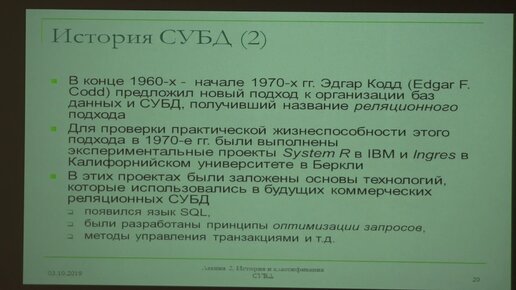 История СУБД (2)
В конце 1960-х - начале 1970-х гг. Эдгар Кодд (Edgar F.
Codd) предложил новый подход к организации баз
данных и СУБД, получивший название реляционного
подхода
Для проверки практической жизнеспособности этого
подхода в 1970-е гг. были выполнены
экспериментальные проекты System R в IBM и Ingres в
Калифорнийском университете в Беркли
В этих проектах были заложены основы технологий,
которые использовались в будущих коммерческих
реляционных СУБД
появился язык SQL,
были разработаны принципы оптимизации запросов,
методы управления транзакциями и т.д.
03.10.2019
Лекция 2. История и классификация
СУБД
20